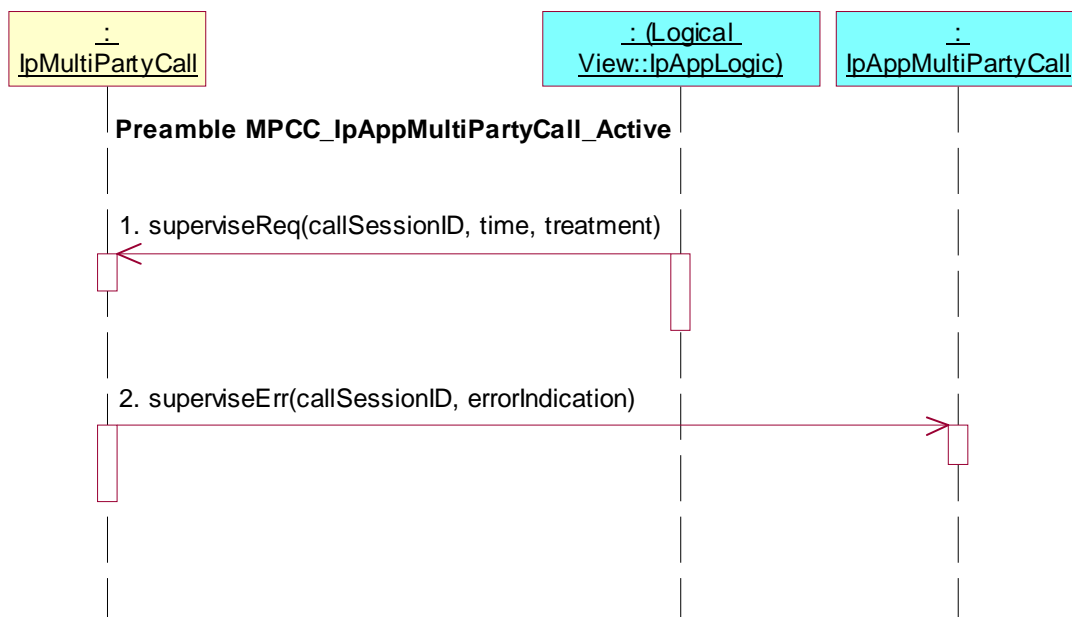 :
IpMultiPartyCall
: (Logical
View::IpAppLogic)
:
IpAppMultiPartyCall
Preamble MPCC_IpAppMultiPartyCall_Active
1. superviseReq(callSessionID, time, treatment)
2. superviseErr(callSessionID, errorIndication)